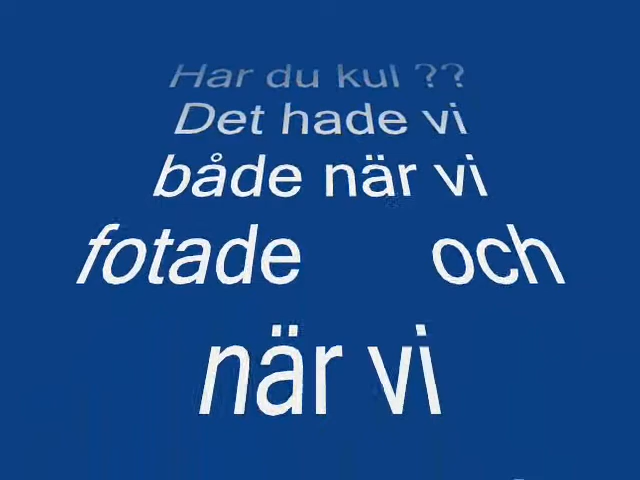 Har du kul ??
Det hade vi
både när vi
fotade och
när vi